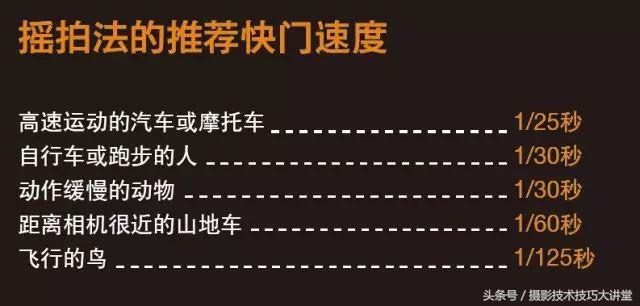 摇拍法的推荐快门速度
高速运动的汽车或摩托车 1/25秒
自行车或跑步的人 1/30秒
动作缓慢的动物 1/30秒
距离相机很近的山地车 1/60秒
飞行的鸟 1/125秒
头条号 / 摄影技术技巧大讲堂